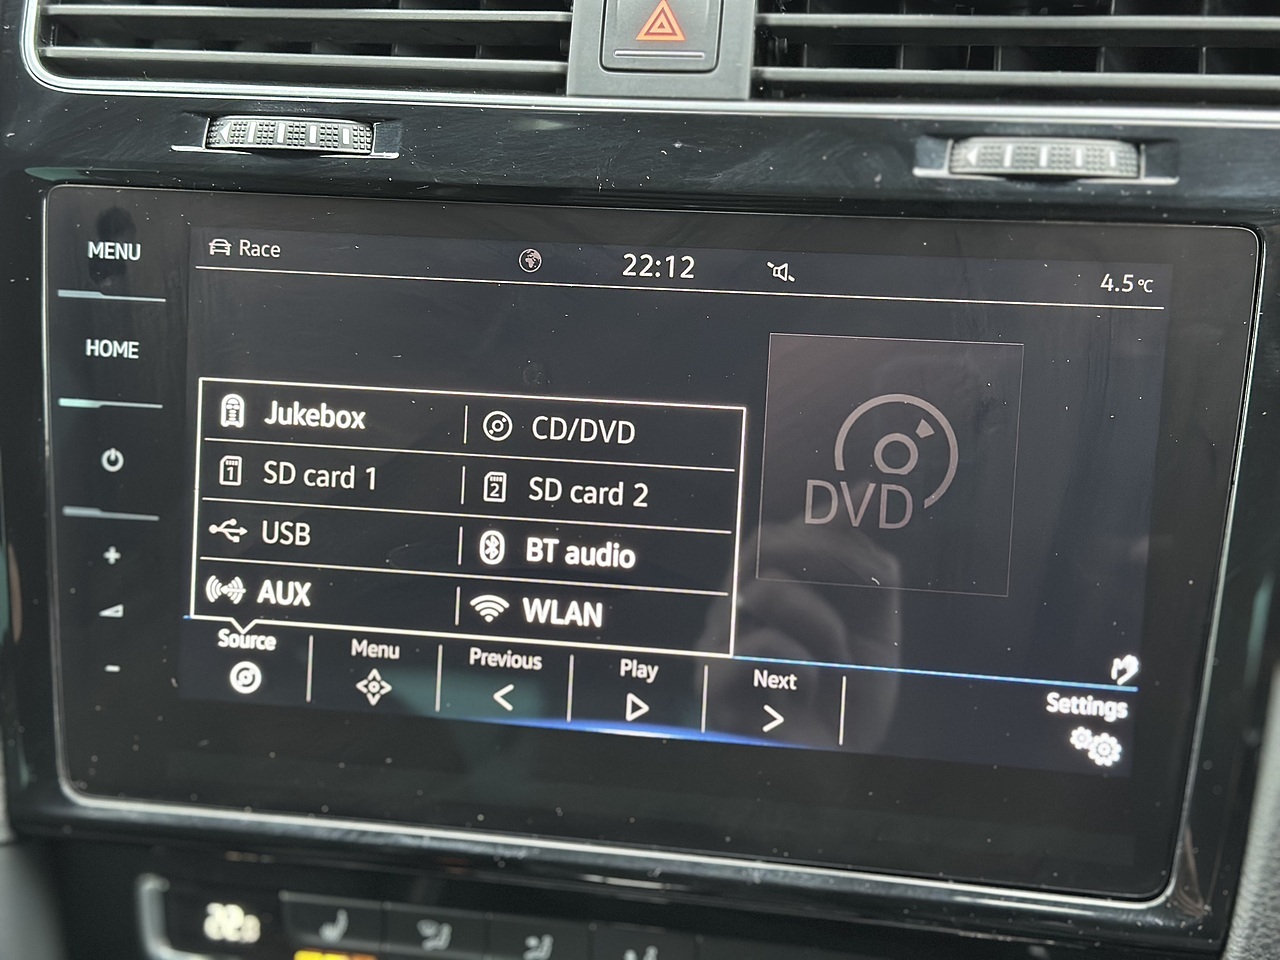 MENU
Race
22:12
4.5°C
HOME
Jukebox
CD/DVD
SD card 1
SD card 2
USB
BT audio
AUX
WLAN
DVD
Source
Menu
Previous
Play
Next
Settings